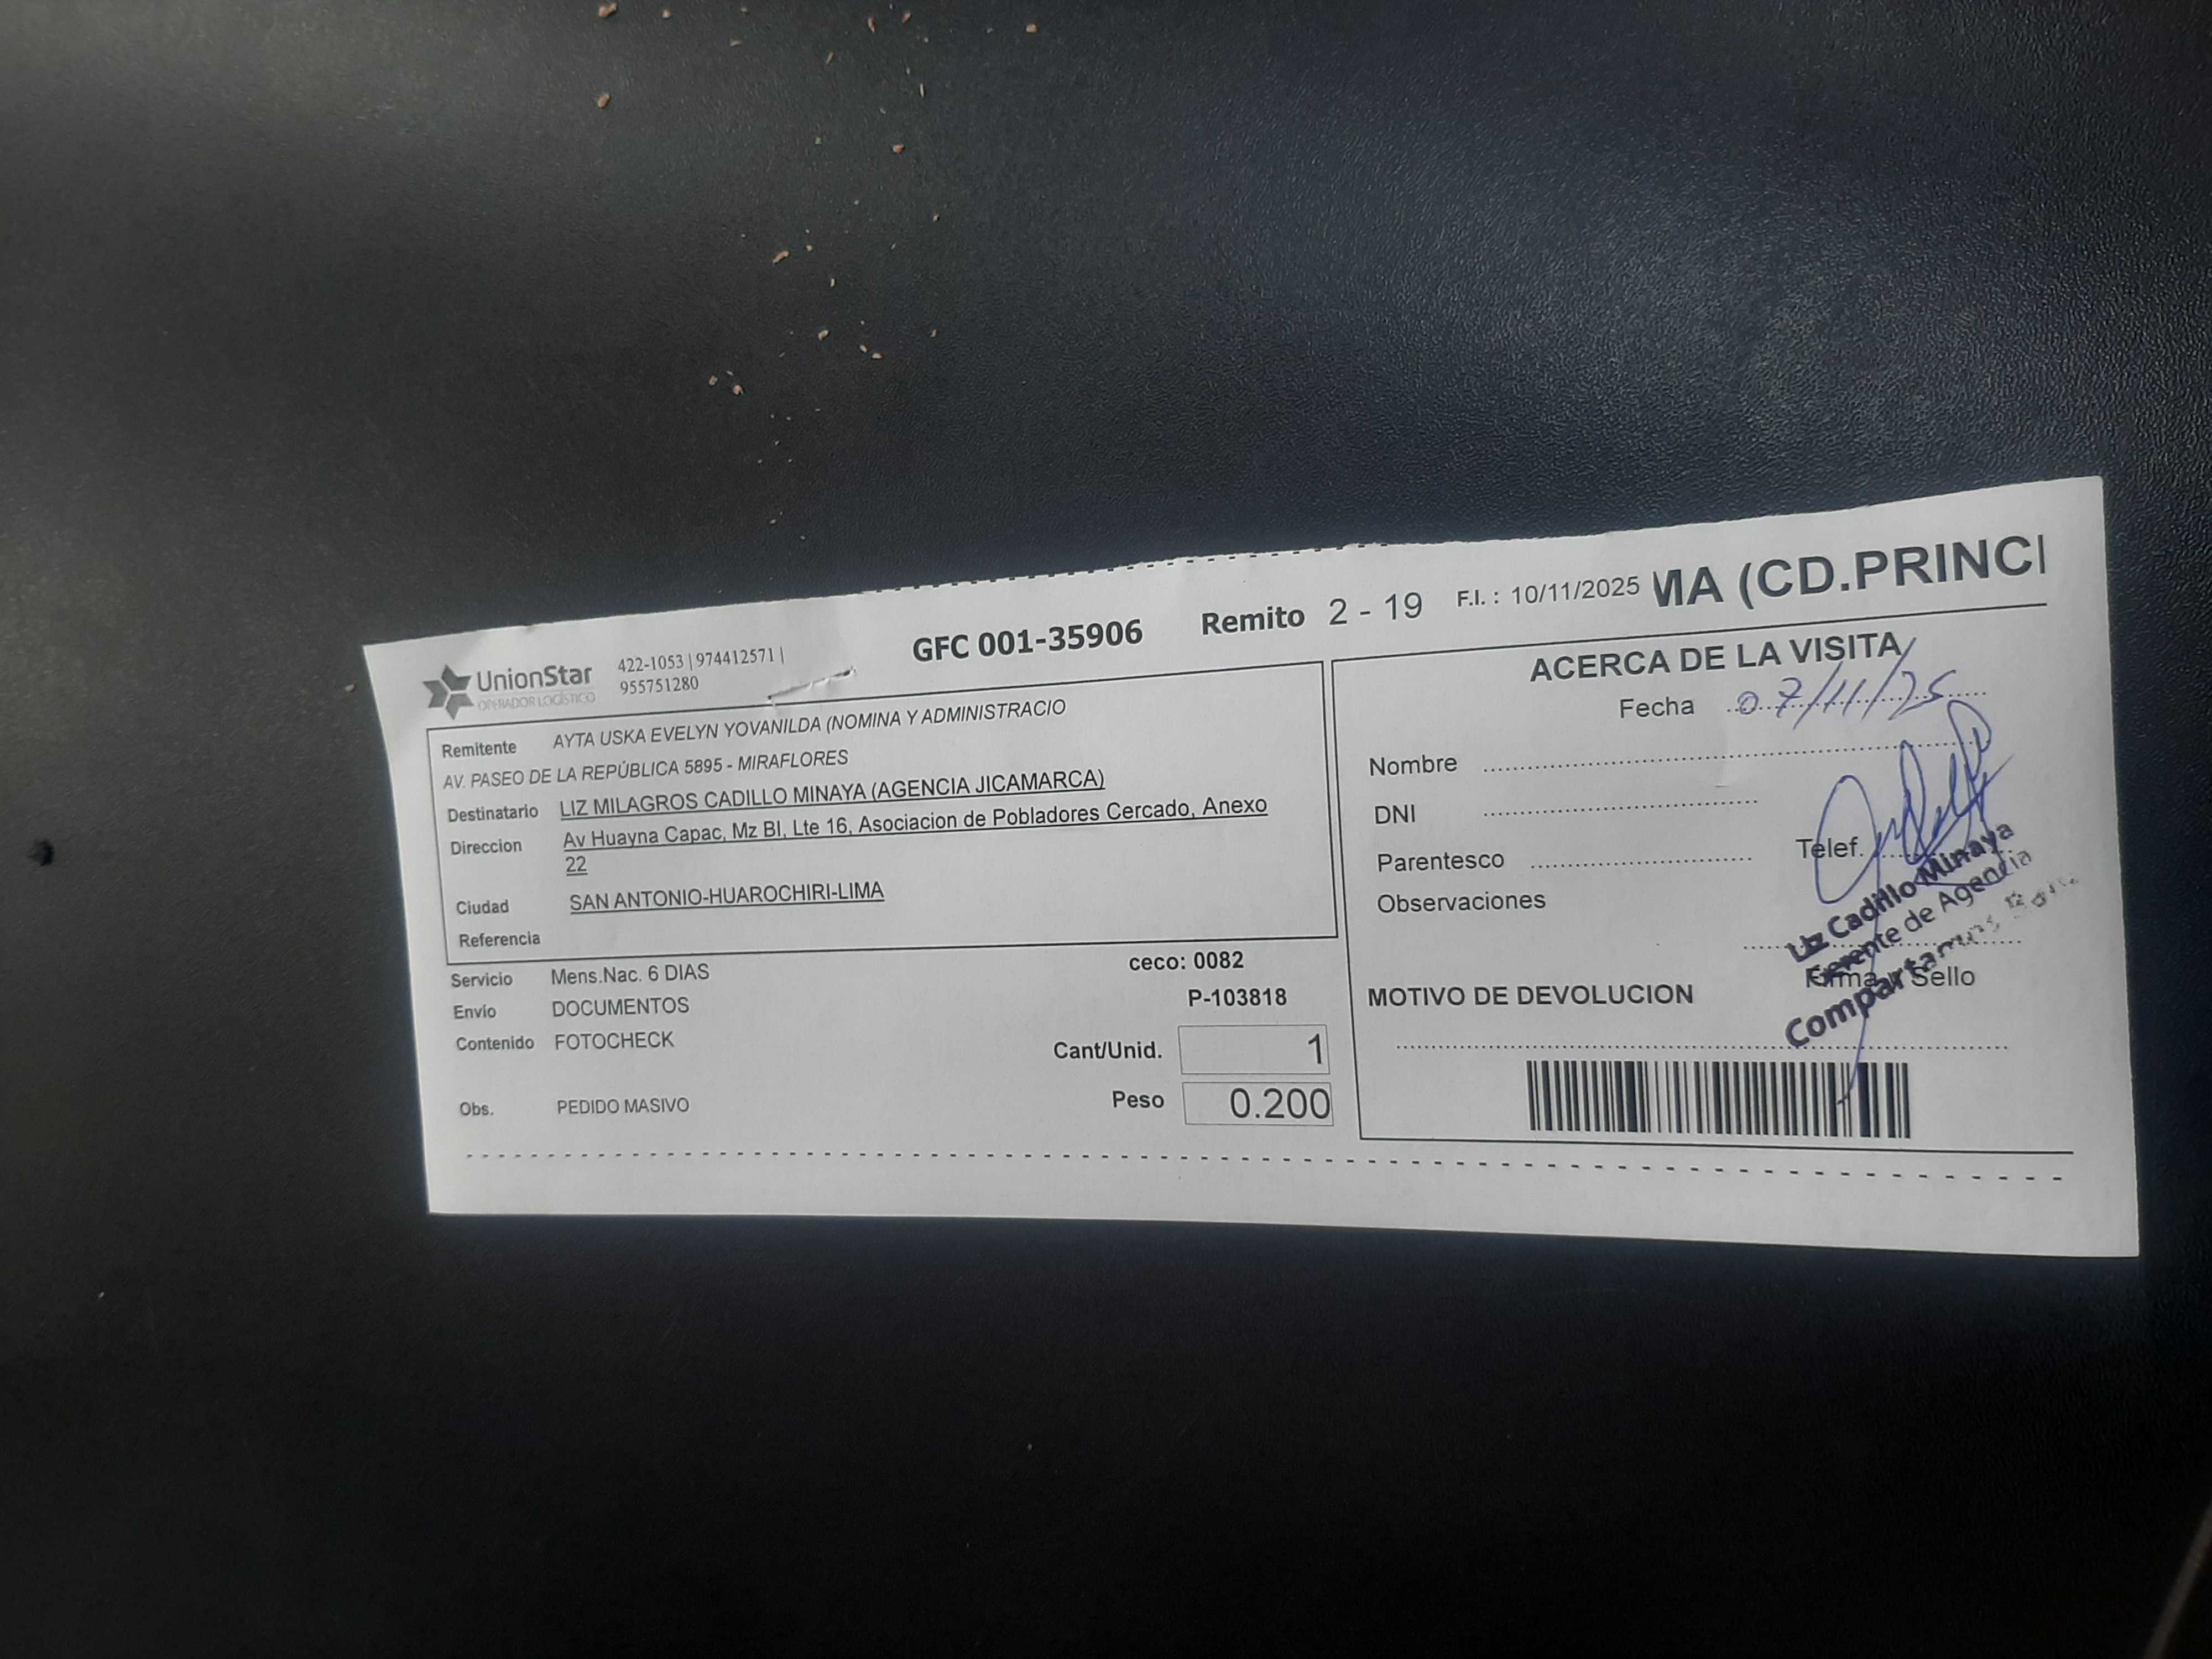 UnionStar
OPERADOR LOGÍSTICO
422-1053 | 974412571 |
955751280
GFC 001-35906
Remito 2 - 19
F.I. : 10/11/2025
MA (CD.PRINCI
Remitente AYTA USKA EVELYN YOVANILDA (NOMINA Y ADMINISTRACIO
AV. PASEO DE LA REPÚBLICA 5895 - MIRAFLORES
Destinatario LIZ MILAGROS CADILLO MINAYA (AGENCIA JICAMARCA)
Direccion Av Huayna Capac, Mz BI, Lte 16, Asociacion de Pobladores Cercado, Anexo
22
Ciudad SAN ANTONIO-HUAROCHIRI-LIMA
Referencia
Servicio Mens.Nac. 6 DIAS
ceco: 0082
Envío DOCUMENTOS
P-103818
Contenido FOTOCHECK
Cant/Unid. 1
Obs. PEDIDO MASIVO
Peso 0.200
ACERCA DE LA VISITA
Fecha 07/11/25
Nombre
DNI
Parentesco
Telef.
Observaciones
Liz Cadillo Minaya
Gerente de Agencia
Firma y Sello
MOTIVO DE DEVOLUCION